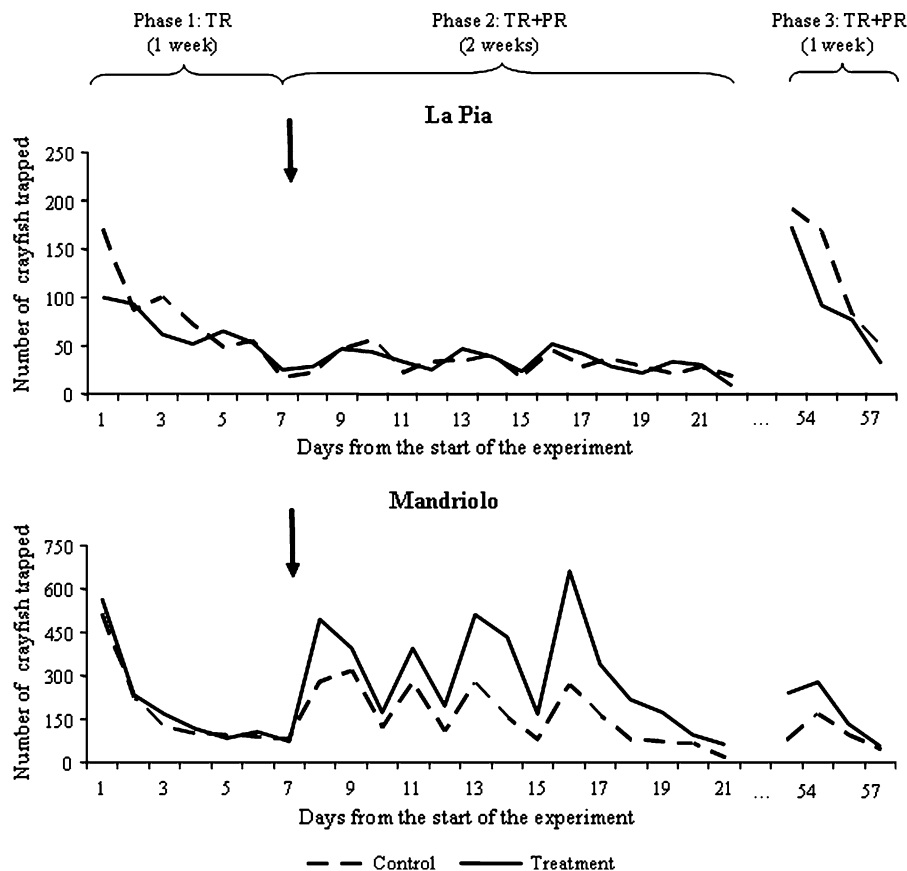 Phase 1: TR
(1 week)
Phase 2: TR+PR
(2 weeks)
Phase 3: TR+PR
(1 week)
La Pia
Number of crayfish trapped
250
200
150
100
50
0
1 3 5 7 9 11 13 15 17 19 21 ... 54 57
Days from the start of the experiment
Mandriolo
Number of crayfish trapped
750
600
450
300
150
0
1 3 5 7 9 11 13 15 17 19 21 ... 54 57
Days from the start of the experiment
Control Treatment